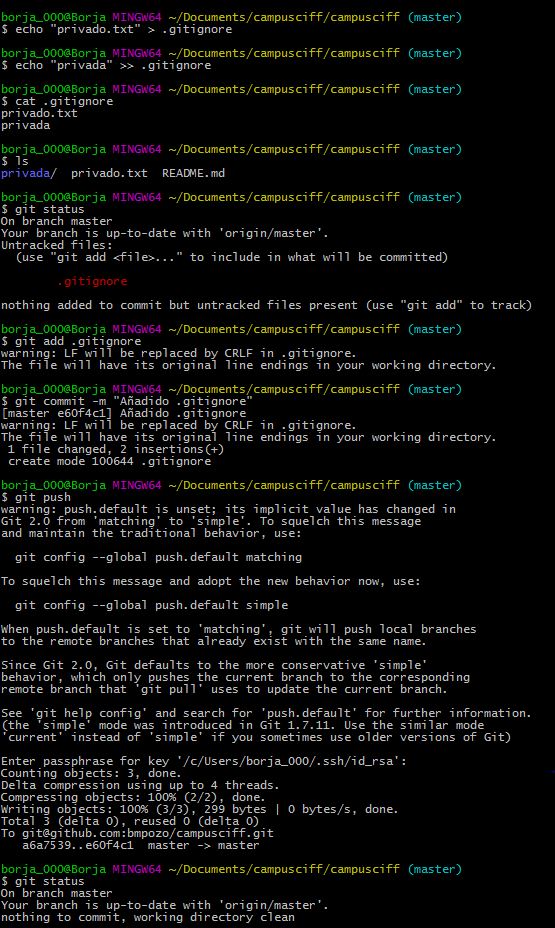 borja_000@Borja MINGW64 ~/Documents/campusciff/campusciff (master)
$ echo "privado.txt" > .gitignore
borja_000@Borja MINGW64 ~/Documents/campusciff/campusciff (master)
$ echo "privada" >> .gitignore
borja_000@Borja MINGW64 ~/Documents/campusciff/campusciff (master)
$ cat .gitignore
privado.txt
privada
borja_000@Borja MINGW64 ~/Documents/campusciff/campusciff (master)
$ ls
privada/  privado.txt  README.md
borja_000@Borja MINGW64 ~/Documents/campusciff/campusciff (master)
$ git status
On branch master
Your branch is up-to-date with 'origin/master'.
Untracked files:
  (use "git add <file>..." to include in what will be committed)
        .gitignore
nothing added to commit but untracked files present (use "git add" to track)
borja_000@Borja MINGW64 ~/Documents/campusciff/campusciff (master)
$ git add .gitignore
warning: LF will be replaced by CRLF in .gitignore.
The file will have its original line endings in your working directory.
borja_000@Borja MINGW64 ~/Documents/campusciff/campusciff (master)
$ git commit -m "Añadido .gitignore"
[master e60f4c1] Añadido .gitignore
warning: LF will be replaced by CRLF in .gitignore.
The file will have its original line endings in your working directory.
 1 file changed, 2 insertions(+)
 create mode 100644 .gitignore
borja_000@Borja MINGW64 ~/Documents/campusciff/campusciff (master)
$ git push
warning: push.default is unset; its implicit value has changed in
Git 2.0 from 'matching' to 'simple'. To squelch this message
and maintain the traditional behavior, use:
  git config --global push.default matching
To squelch this message and adopt the new behavior now, use:
  git config --global push.default simple
When push.default is set to 'matching', git will push local branches
to the remote branches that already exist with the same name.
Since Git 2.0, Git defaults to the more conservative 'simple'
behavior, which only pushes the current branch to the corresponding
remote branch that 'git pull' uses to update the current branch.
See 'git help config' and search for 'push.default' for further information.
(the 'simple' mode was introduced in Git 1.7.11. Use the similar mode
'current' instead of 'simple' if you sometimes use older versions of Git)
Enter passphrase for key '/c/Users/borja_000/.ssh/id_rsa':
Counting objects: 3, done.
Delta compression using up to 4 threads.
Compressing objects: 100% (2/2), done.
Writing objects: 100% (3/3), 299 bytes | 0 bytes/s, done.
Total 3 (delta 0), reused 0 (delta 0)
To git@github.com:bmpozo/campusciff.git
   a6a7539..e60f4c1  master -> master
borja_000@Borja MINGW64 ~/Documents/campusciff/campusciff (master)
$ git status
On branch master
Your branch is up-to-date with 'origin/master'.
nothing to commit, working directory clean